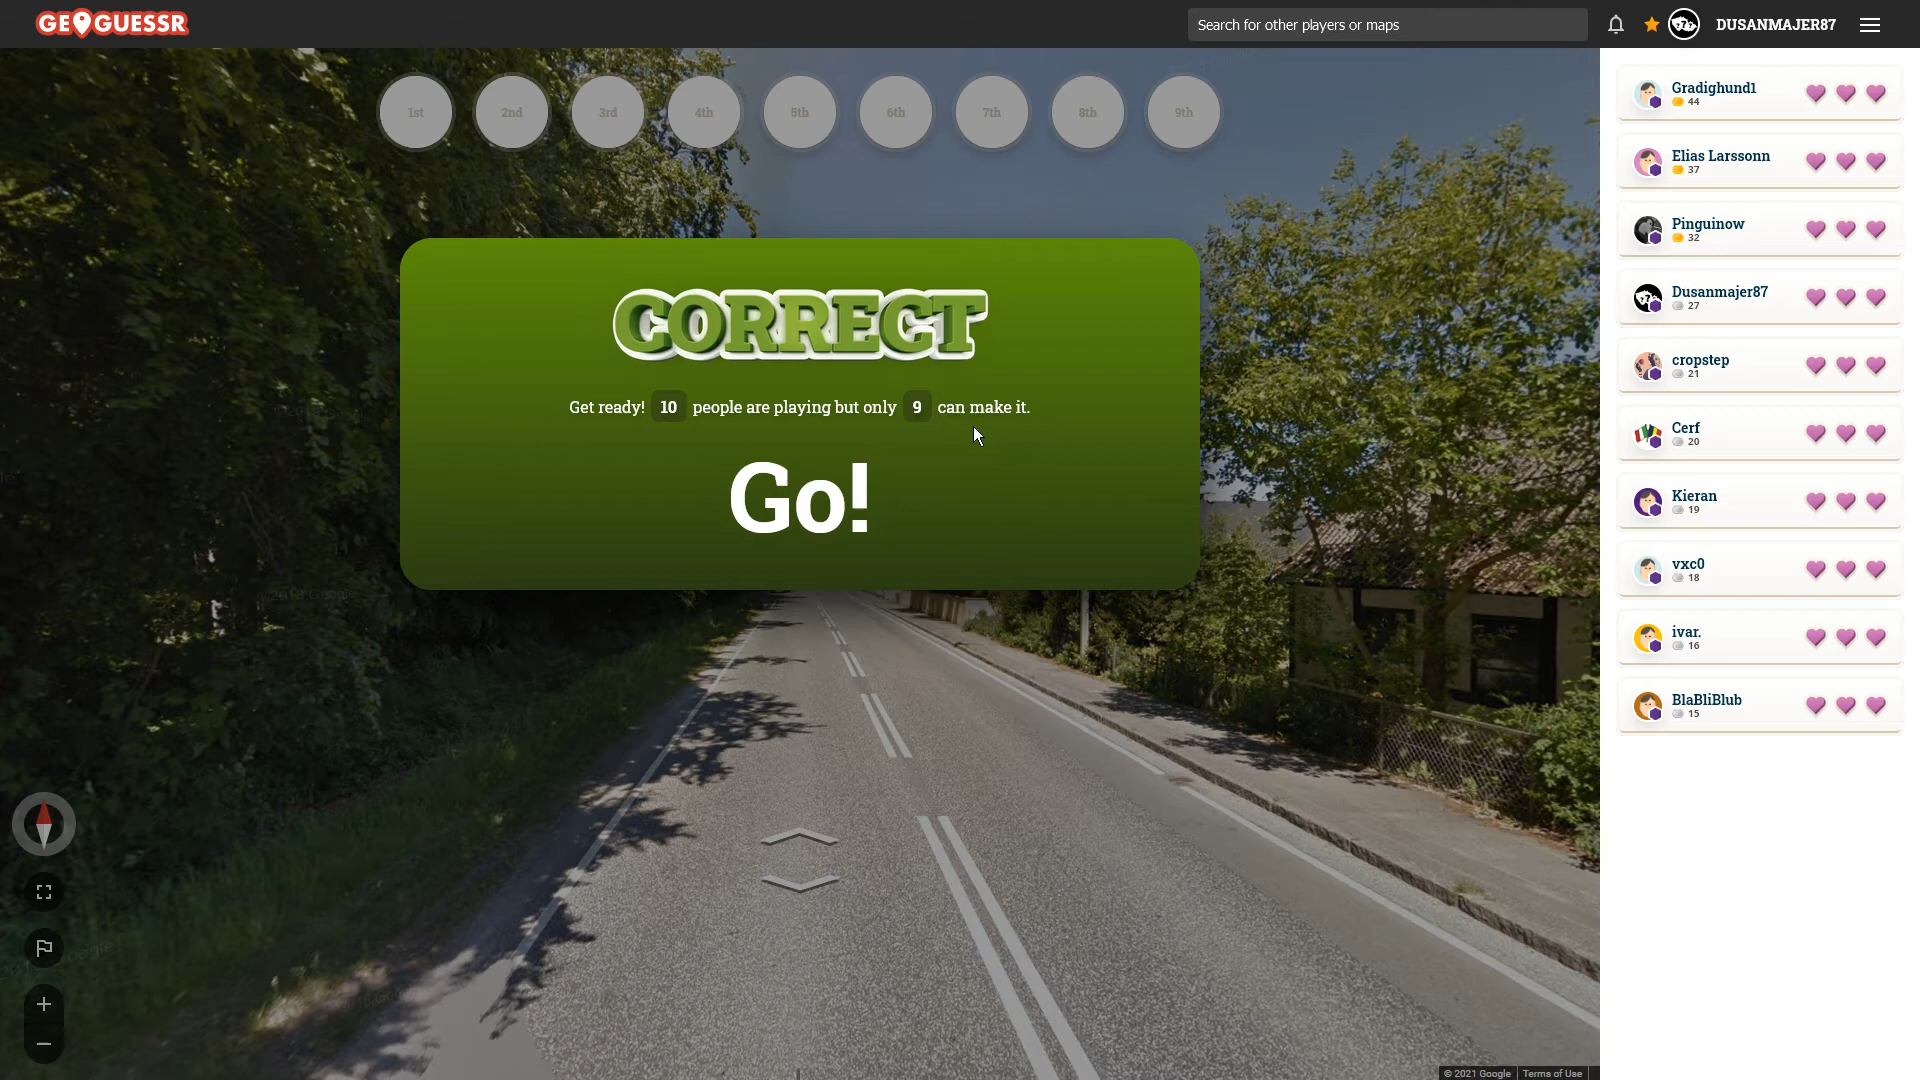 GEOGUESSR
Search for other players or maps
DUSANMAJER87
1st
2nd
3rd
4th
5th
6th
7th
8th
9th
CORRECT
Get ready! 10 people are playing but only 9 can make it.
Go!
Gradighund1
44
Elias Larssonn
37
Pinguinow
32
Dusanmajer87
27
cropstep
21
Cerf
20
Kieran
19
vxc0
18
ivar.
16
BlaBliBlub
15
© 2021 Google
Terms of Use